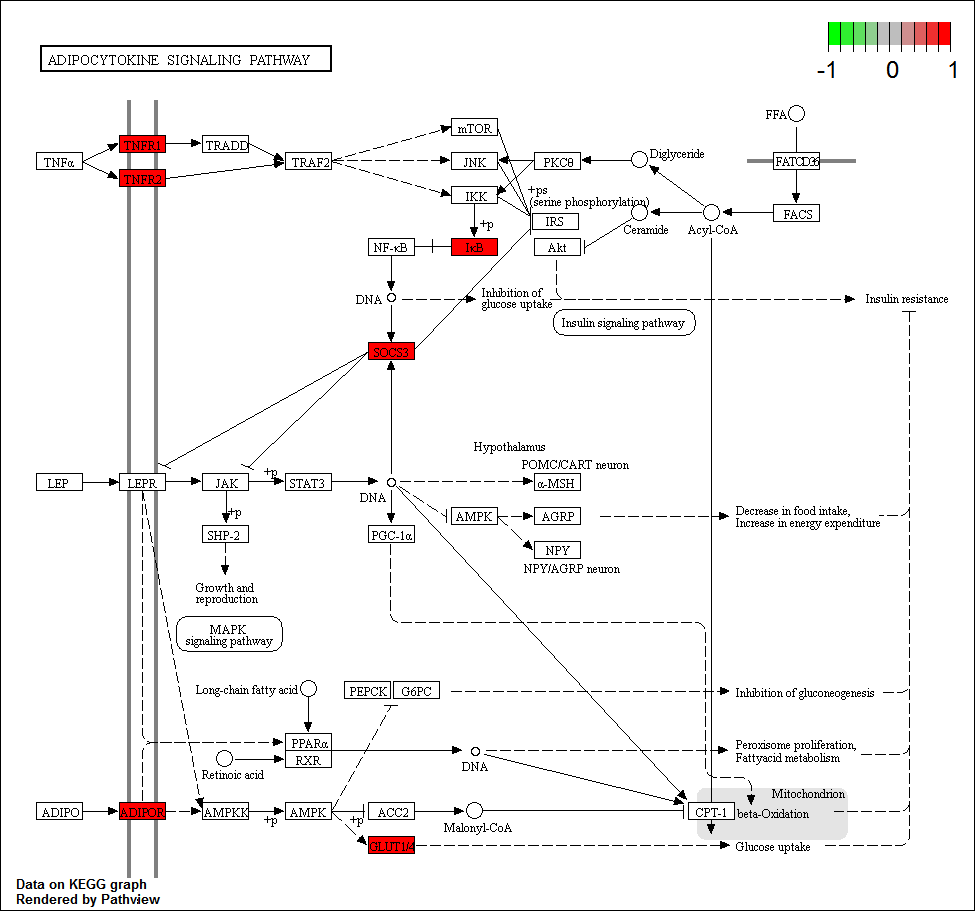 ADIPOCYTOKINE SIGNALING PATHWAY
-1 0 1
FFA
mTOR
TNFα
TNFR1
TRADD
TRAF2
JNK
PKCθ
Diglyceride
FATCD36
TNFR2
IKK
+ps
(serine phosphorylation)
IRS
Ceramide
Acyl-CoA
FACS
+p
NF-κB
IκB
Akt
DNA
Inhibition of
glucose uptake
Insulin resistance
Insulin signaling pathway
SOCS3
Hypothalamus
POMC/CART neuron
LEP
LEPR
JAK
+p
STAT3
DNA
α-MSH
+p
AMPK
AGRP
Decrease in food intake,
Increase in energy expenditure
SHP-2
PGC-1α
NPY
NPY/AGRP neuron
Growth and
reproduction
MAPK
signaling pathway
Long-chain fatty acid
PEPCK
G6PC
Inhibition of gluconeogenesis
PPARα
RXR
Retinoic acid
DNA
Peroxisome proliferation,
Fattyacid metabolism
Mitochondrion
ADIPO
ADIPOR
AMPKK
+p
AMPK
+p
ACC2
Malonyl-CoA
CPT-1
beta-Oxidation
GLUT1/4
Glucose uptake
Data on KEGG graph
Rendered by Pathview